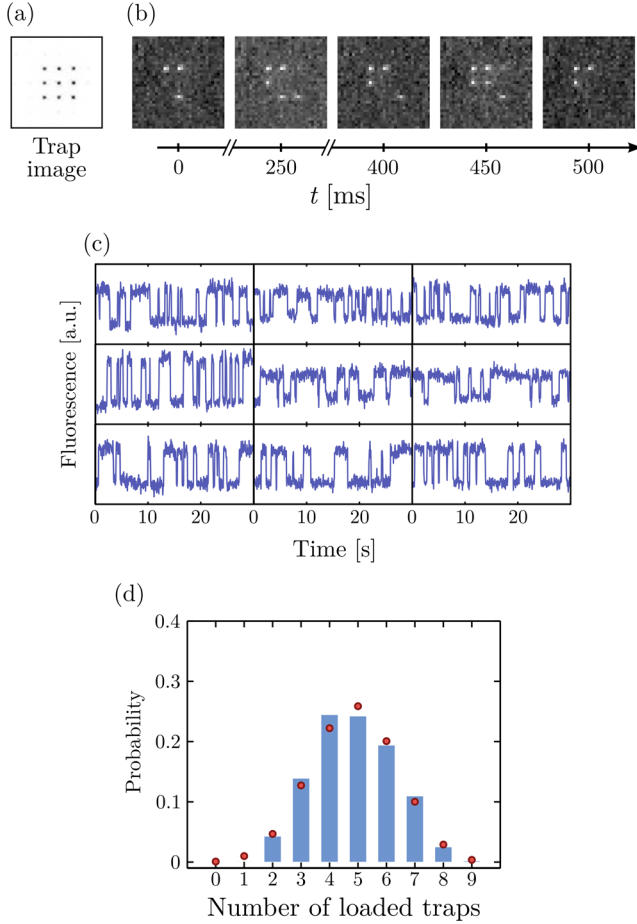 (a)
(b)
Trap
image
0 250 400 450 500
t [ms]
(c)
Fluorescence [a.u.]
0 10 20 0 10 20 0 10 20
Time [s]
(d)
Probability
0.4
0.3
0.2
0.1
0
0 1 2 3 4 5 6 7 8 9
Number of loaded traps